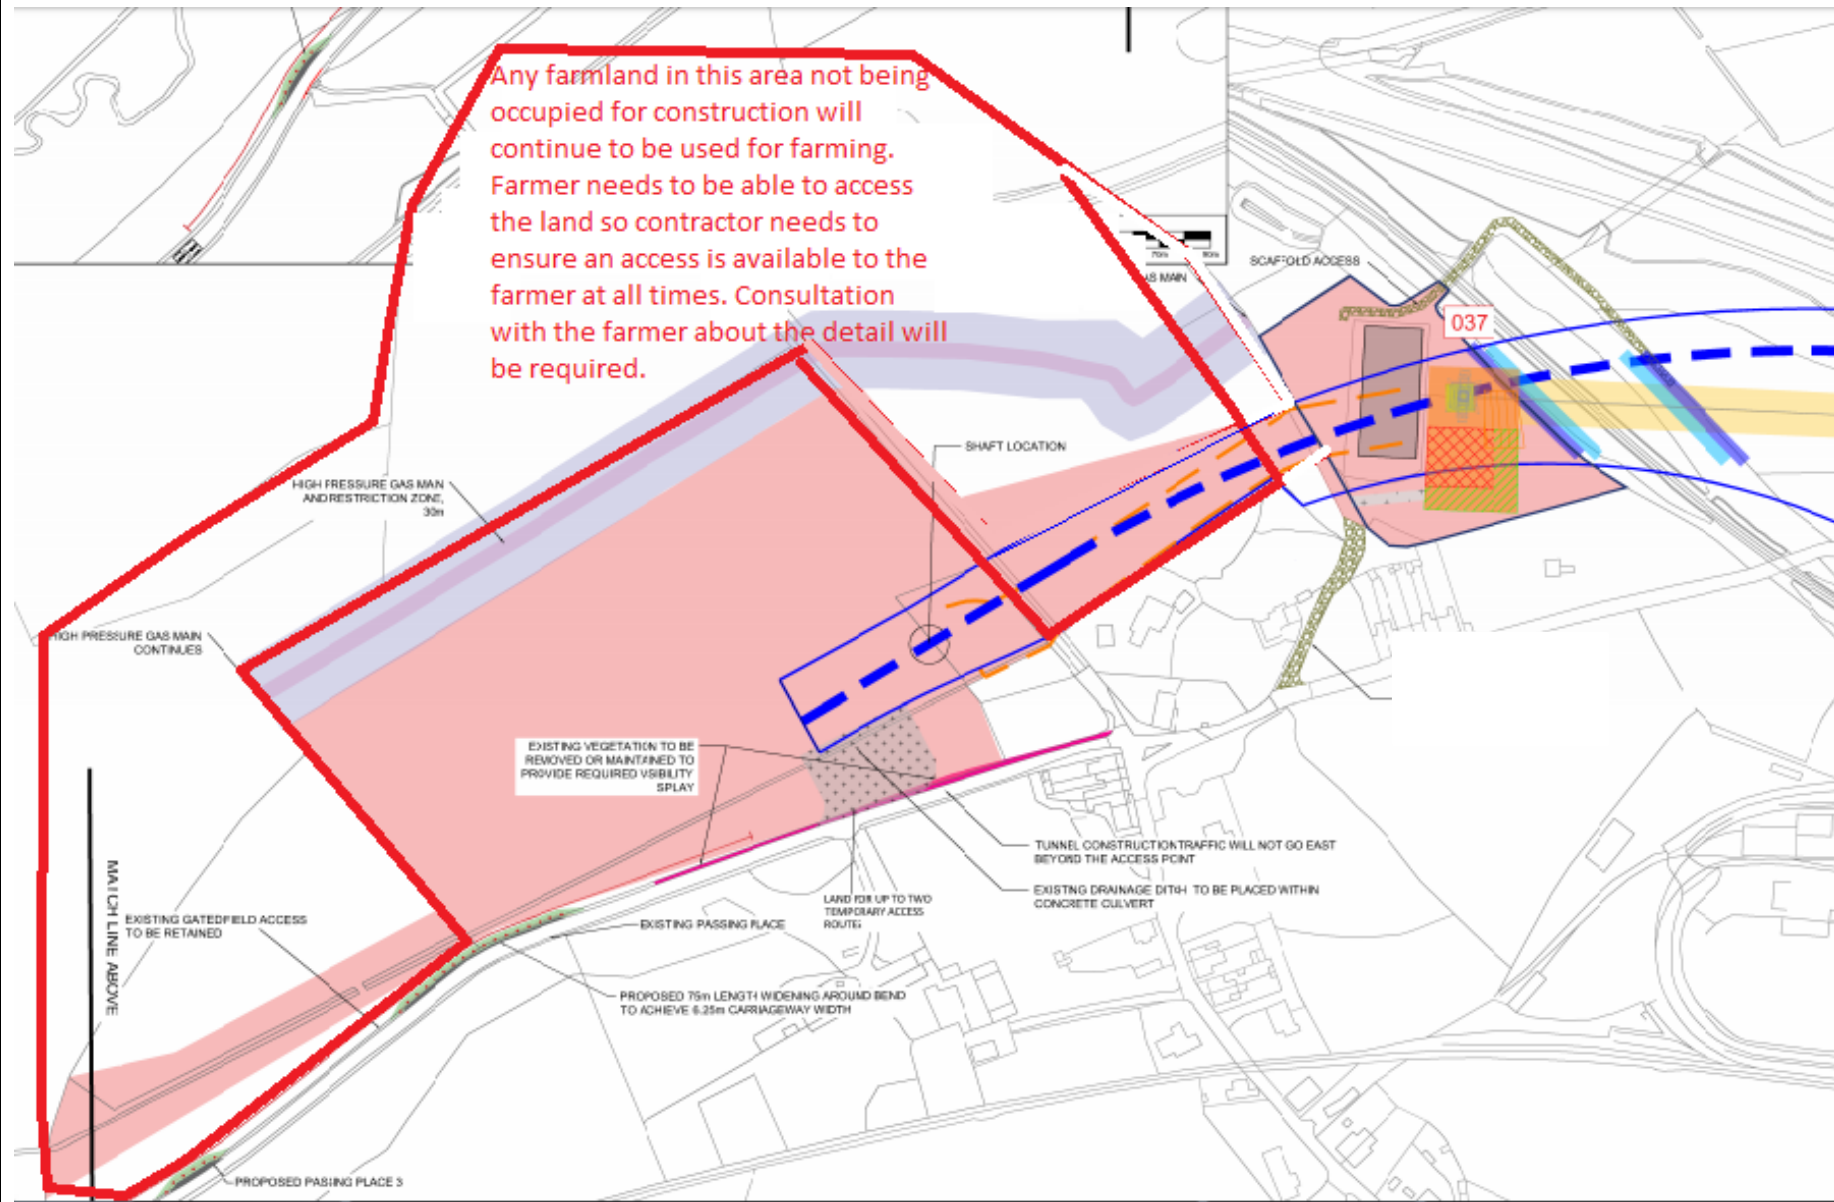 Any farmland in this area not being
occupied for construction will
continue to be used for farming.
Farmer needs to be able to access
the land so contractor needs to
ensure an access is available to the
farmer at all times. Consultation
with the farmer about the detail will
be required.
70m 90m
AS MAIN
SCAFFOLD ACCESS
037
SHAFT LOCATION
HIGH PRESSURE GAS MAIN
AND RESTRICTION ZONE,
30m
HIGH PRESSURE GAS MAIN
CONTINUES
EXISTING VEGETATION TO BE
REMOVED OR MAINTAINED TO
PROVIDE REQUIRED VISIBILITY
SPLAY
TUNNEL CONSTRUCTION TRAFFIC WILL NOT GO EAST
BEYOND THE ACCESS POINT
EXISTING DRAINAGE DITCH TO BE PLACED WITHIN
CONCRETE CULVERT
LAND FOR UP TO TWO
TEMPORARY ACCESS
ROUTES
MATCH LINE ABOVE
EXISTING GATED FIELD ACCESS
TO BE RETAINED
EXISTING PASSING PLACE
PROPOSED 75m LENGTH WIDENING AROUND BEND
TO ACHIEVE 6.25m CARRIAGEWAY WIDTH
PROPOSED PASSING PLACE 3